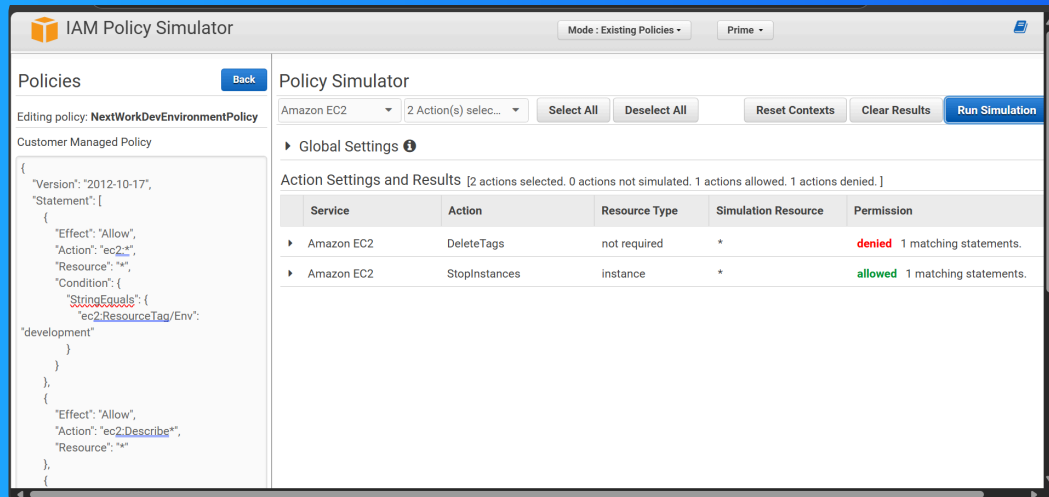 IAM Policy Simulator
Mode : Existing Policies
Prime
Policies
Back
Editing policy: NextWorkDevEnvironmentPolicy
Customer Managed Policy
{
"Version": "2012-10-17",
"Statement": [
{
"Effect": "Allow",
"Action": "ec2:*",
"Resource": "*",
"Condition": {
"StringEquals": {
"ec2:ResourceTag/Env":
"development"
}
}
},
{
"Effect": "Allow",
"Action": "ec2:Describe*",
"Resource": "*"
},
{
Policy Simulator
Amazon EC2
2 Action(s) selec...
Select All
Deselect All
Reset Contexts
Clear Results
Run Simulation
Global Settings
Action Settings and Results [2 actions selected. 0 actions not simulated. 1 actions allowed. 1 actions denied. ]
Service Action Resource Type Simulation Resource Permission
Amazon EC2 DeleteTags not required * denied 1 matching statements.
Amazon EC2 StopInstances instance * allowed 1 matching statements.